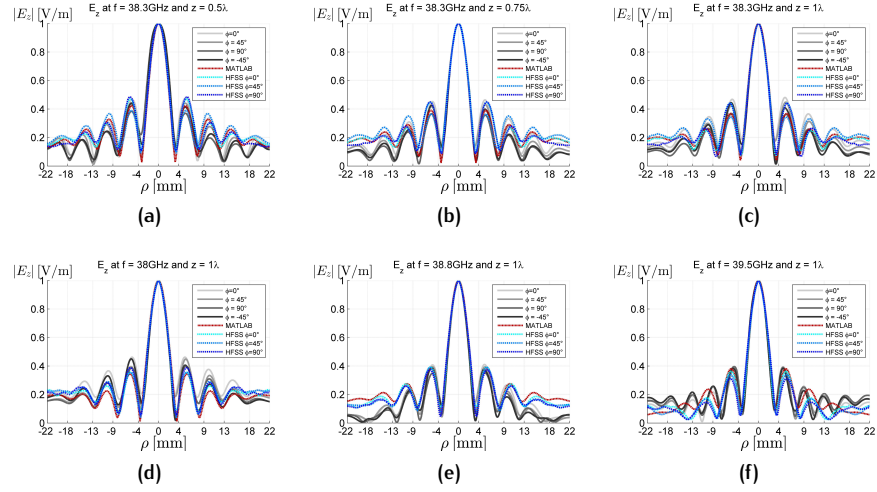 E_z at f = 38.3GHz and z = 0.5λ
|E_z| [V/m]
1
0.8
0.6
0.4
0.2
0
-22 -18 -13 -9 -4 0 4 9 13 18 22
ρ [mm]
ϕ=0°
ϕ = 45°
ϕ = 90°
ϕ = -45°
MATLAB
HFSS ϕ=0°
HFSS ϕ=45°
HFSS ϕ=90°
(a)
E_z at f = 38.3GHz and z = 0.75λ
|E_z| [V/m]
1
0.8
0.6
0.4
0.2
0
-22 -18 -13 -9 -4 0 4 9 13 18 22
ρ [mm]
ϕ=0°
ϕ = 45°
ϕ = 90°
ϕ = -45°
MATLAB
HFSS ϕ=0°
HFSS ϕ=45°
HFSS ϕ=90°
(b)
E_z at f = 38.3GHz and z = 1λ
|E_z| [V/m]
1
0.8
0.6
0.4
0.2
0
-22 -18 -13 -9 -4 0 4 9 13 18 22
ρ [mm]
ϕ=0°
ϕ = 45°
ϕ = 90°
ϕ = -45°
MATLAB
HFSS ϕ=0°
HFSS ϕ=45°
HFSS ϕ=90°
(c)
E_z at f = 38GHz and z = 1λ
|E_z| [V/m]
1
0.8
0.6
0.4
0.2
0
-22 -18 -13 -9 -4 0 4 9 13 18 22
ρ [mm]
ϕ=0°
ϕ = 45°
ϕ = 90°
ϕ = -45°
MATLAB
HFSS ϕ=0°
HFSS ϕ=45°
HFSS ϕ=90°
(d)
E_z at f = 38.8GHz and z = 1λ
|E_z| [V/m]
1
0.8
0.6
0.4
0.2
0
-22 -18 -13 -9 -4 0 4 9 13 18 22
ρ [mm]
ϕ=0°
ϕ = 45°
ϕ = 90°
ϕ = -45°
MATLAB
HFSS ϕ=0°
HFSS ϕ=45°
HFSS ϕ=90°
(e)
E_z at f = 39.5GHz and z = 1λ
|E_z| [V/m]
1
0.8
0.6
0.4
0.2
0
-22 -18 -13 -9 -4 0 4 9 13 18 22
ρ [mm]
ϕ=0°
ϕ = 45°
ϕ = 90°
ϕ = -45°
MATLAB
HFSS ϕ=0°
HFSS ϕ=45°
HFSS ϕ=90°
(f)